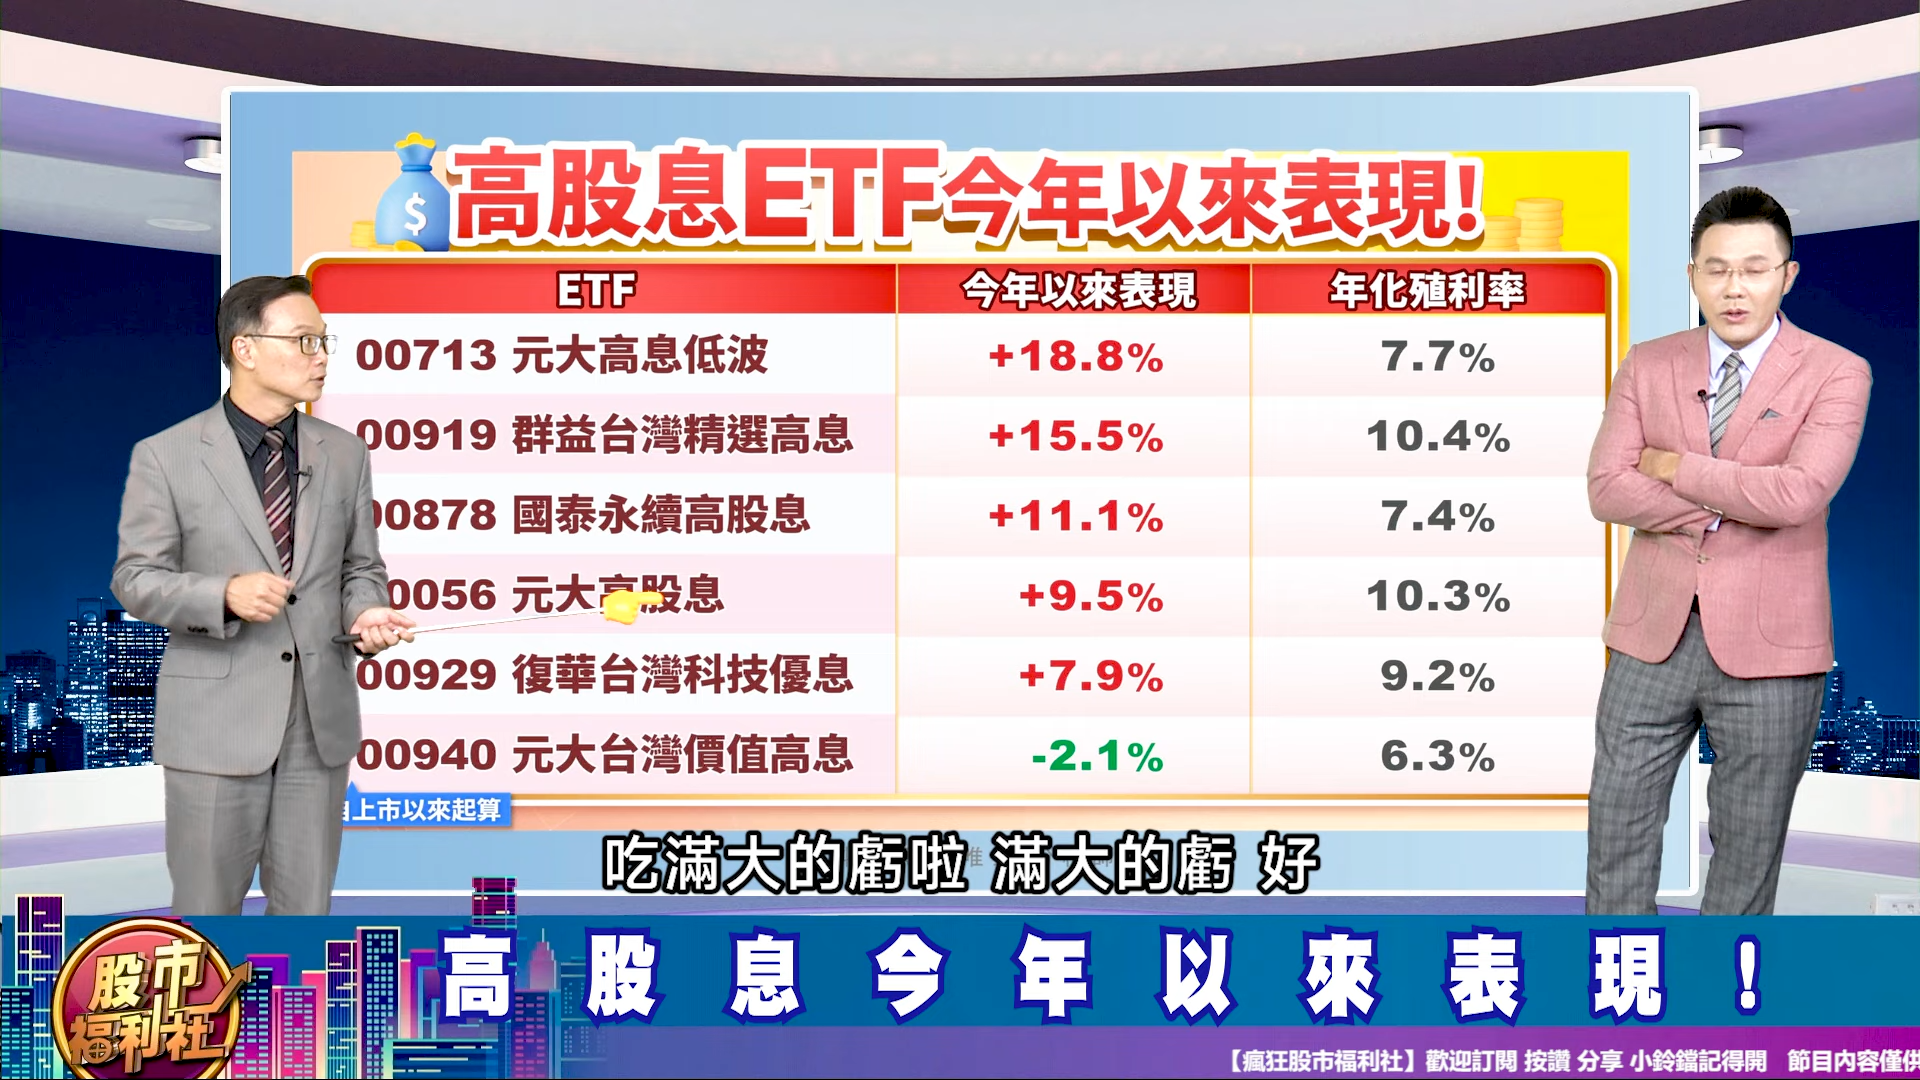 高股息ETF今年以來表現!
ETF 今年以來表現 年化殖利率
00713 元大高息低波 +18.8% 7.7%
00919 群益台灣精選高息 +15.5% 10.4%
00878 國泰永續高股息 +11.1% 7.4%
0056 元大高股息 +9.5% 10.3%
00929 復華台灣科技優息 +7.9% 9.2%
00940 元大台灣價值高息 -2.1% 6.3%
自上市以來起算
吃滿大的虧啦 滿大的虧 好
高股息今年以來表現!
股市福利社
【瘋狂股市福利社】歡迎訂閱 按讚 分享 小鈴鐺記得開 節目內容僅供
$